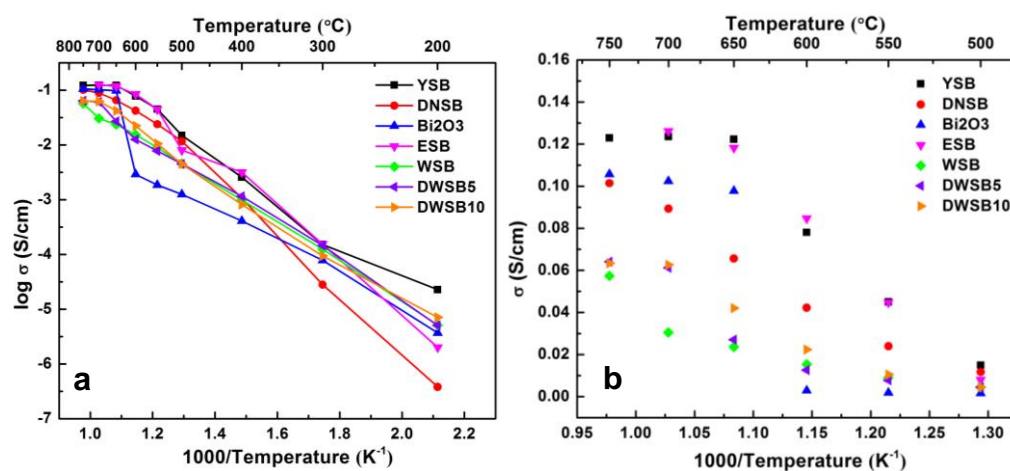 Temperature (°C)
800 700 600 500 400 300 200
-1
-2
-3
-4
-5
-6
-7
log σ (S/cm)
YSB
DNSB
Bi2O3
ESB
WSB
DWSB5
DWSB10
a
1.0 1.2 1.4 1.6 1.8 2.0 2.2
1000/Temperature (K-1)
Temperature (°C)
750 700 650 600 550 500
0.16
0.14
0.12
0.10
0.08
0.06
0.04
0.02
0.00
σ (S/cm)
YSB
DNSB
Bi2O3
ESB
WSB
DWSB5
DWSB10
b
0.95 1.00 1.05 1.10 1.15 1.20 1.25 1.30
1000/Temperature (K-1)